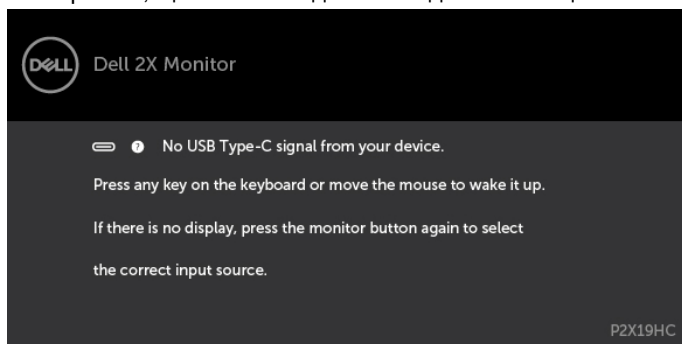 DELL
Dell 2X Monitor
No USB Type-C signal from your device.
Press any key on the keyboard or move the mouse to wake it up.
If there is no display, press the monitor button again to select
the correct input source.
P2X19HC